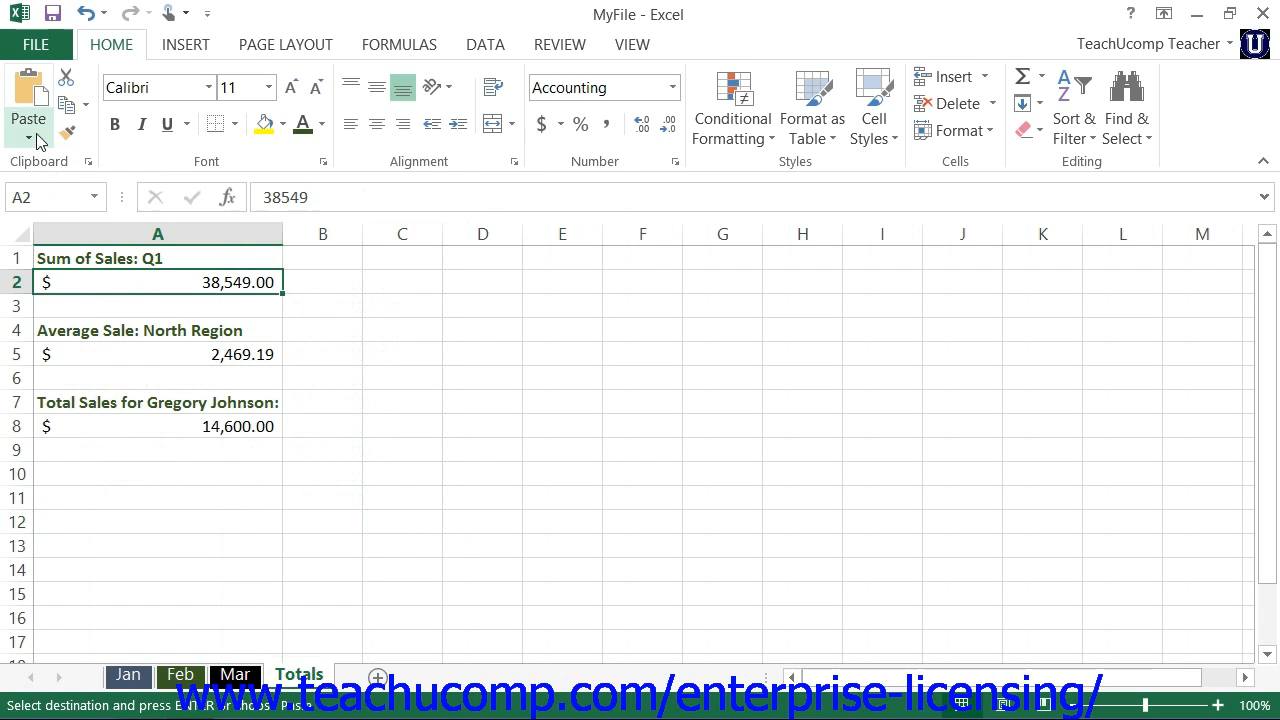 MyFile - Excel
?
FILE HOME INSERT PAGE LAYOUT FORMULAS DATA REVIEW VIEW TeachUcomp Teacher
Paste
Calibri 11
B I U A
Accounting
$ % ,
Conditional Formatting
Format as Table
Cell Styles
Insert
Delete
Format
Sort & Filter
Find & Select
Clipboard Font Alignment Number Styles Cells Editing
A2 fx 38549
A B C D E F G H I J K L M
1 Sum of Sales: Q1
2 $ 38,549.00
3
4 Average Sale: North Region
5 $ 2,469.19
6
7 Total Sales for Gregory Johnson:
8 $ 14,600.00
9
10
11
12
13
14
15
16
17
Jan Feb Mar Totals
www.teachucomp.com/enterprise-licensing/
Select destination and press 100%